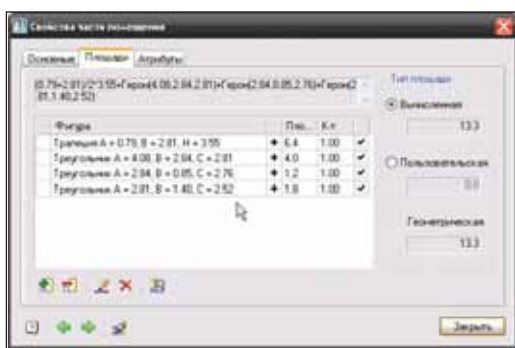 Свойства части помещения
Основные Площади Атрибуты
(0.79+2.81)/2*3.55+Герон(4.08,2.84,2.81)+Герон(2.84,0.85,2.76)+Герон(2
.81,1.40,2.52)
Фигура Пло... К-т
Трапеция A = 0.79, B = 2.81, H = 3.55 + 6.4 1.00
Треугольник A = 4.08, B = 2.84, C = 2.81 + 4.0 1.00
Треугольник A = 2.84, B = 0.85, C = 2.76 + 1.2 1.00
Треугольник A = 2.81, B = 1.40, C = 2.52 + 1.8 1.00
Тип площади
Вычисленная
13.3
Пользовательская
0.0
Геометрическая
13.3
Закрыть